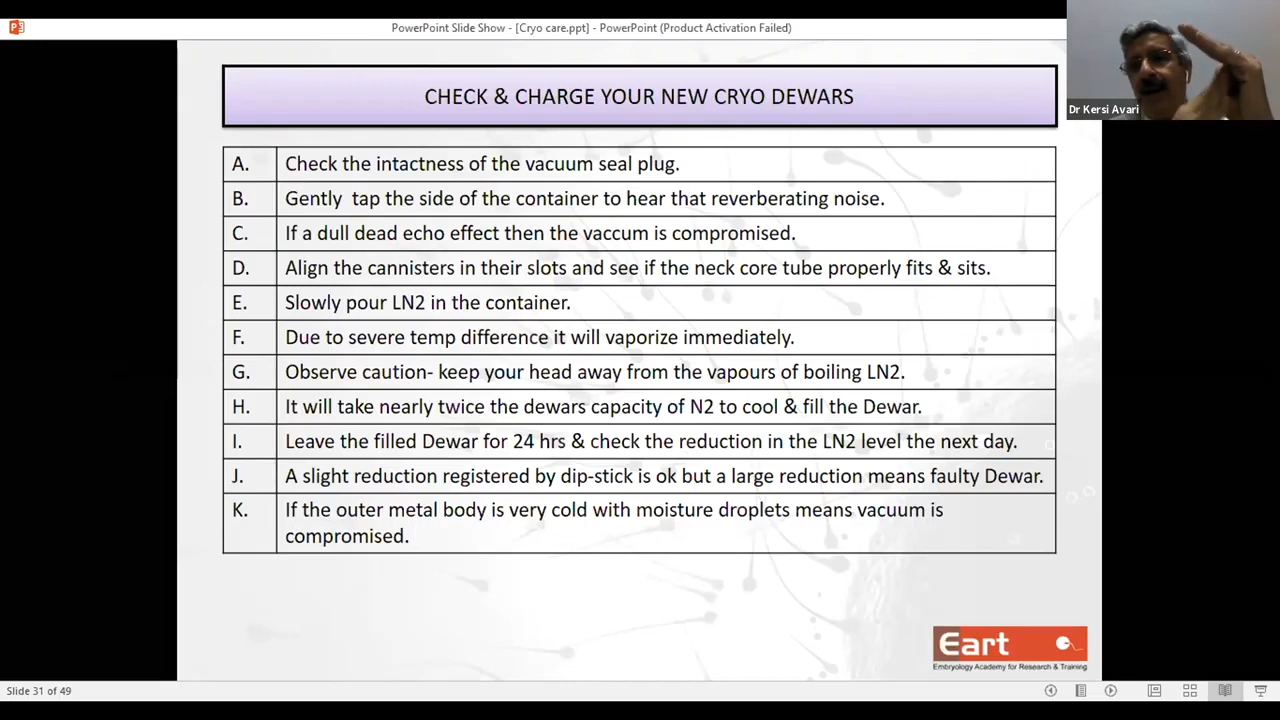 PowerPoint Slide Show - [Cryo care.ppt] - PowerPoint (Product Activation Failed)
Dr Kersi Avari
CHECK & CHARGE YOUR NEW CRYO DEWARS
A. Check the intactness of the vacuum seal plug.
B. Gently tap the side of the container to hear that reverberating noise.
C. If a dull dead echo effect then the vaccum is compromised.
D. Align the cannisters in their slots and see if the neck core tube properly fits & sits.
E. Slowly pour LN2 in the container.
F. Due to severe temp difference it will vaporize immediately.
G. Observe caution- keep your head away from the vapours of boiling LN2.
H. It will take nearly twice the dewars capacity of N2 to cool & fill the Dewar.
I. Leave the filled Dewar for 24 hrs & check the reduction in the LN2 level the next day.
J. A slight reduction registered by dip-stick is ok but a large reduction means faulty Dewar.
K. If the outer metal body is very cold with moisture droplets means vacuum is
compromised.
Eart
Embryology Academy for Research & Training
Slide 31 of 49